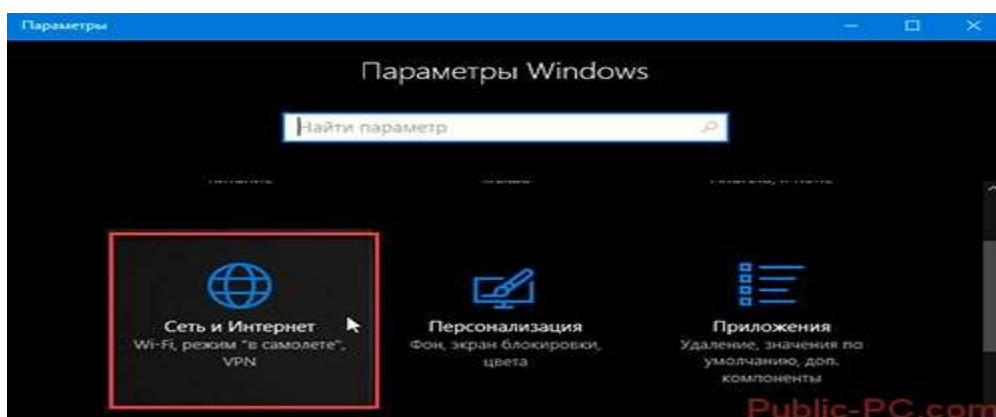 Параметры
Параметры Windows
Найти параметр
Сеть и Интернет
Wi-Fi, режим "в самолете",
VPN
Персонализация
Фон, экран блокировки,
цвета
Приложения
Удаление, значения по
умолчанию, доп.
компоненты
Public-PC.com